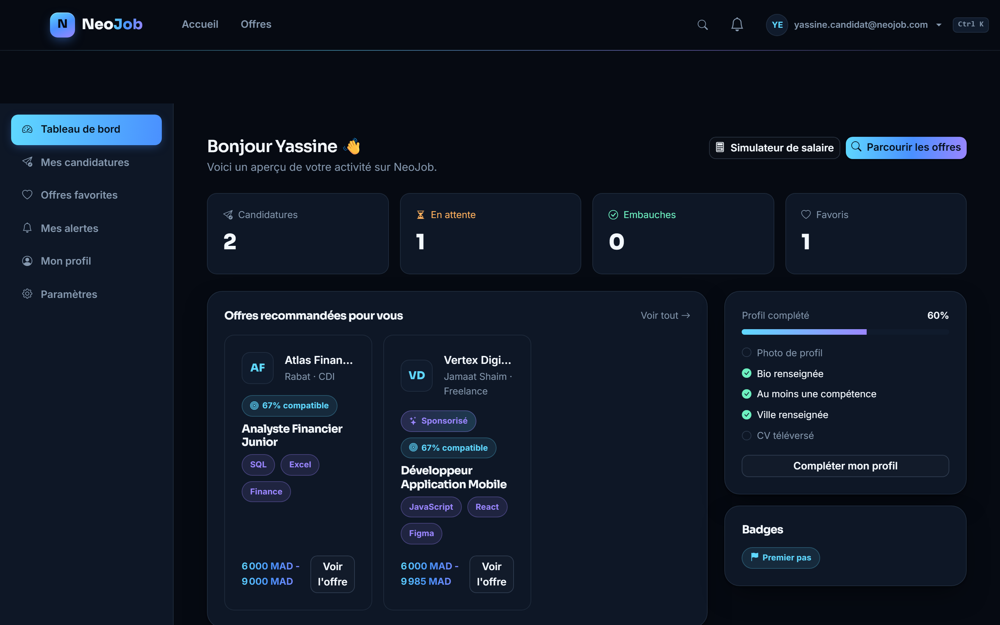 N NeoJob Accueil Offres YE yassine.candidat@neojob.com Ctrl K
Tableau de bord
Mes candidatures
Offres favorites
Mes alertes
Mon profil
Paramètres
Bonjour Yassine 👋
Voici un aperçu de votre activité sur NeoJob.
Simulateur de salaire
Parcourir les offres
Candidatures
2
En attente
1
Embauches
0
Favoris
1
Offres recommandées pour vous
Voir tout →
AF
Atlas Finan...
Rabat · CDI
67% compatible
Analyste Financier
Junior
SQL Excel
Finance
6 000 MAD -
9 000 MAD
Voir
l'offre
VD
Vertex Digi...
Jamaat Shaim ·
Freelance
Sponsorisé
67% compatible
Développeur
Application Mobile
JavaScript React
Figma
6 000 MAD -
9 985 MAD
Voir
l'offre
Profil complété 60%
Photo de profil
Bio renseignée
Au moins une compétence
Ville renseignée
CV téléversé
Compléter mon profil
Badges
Premier pas